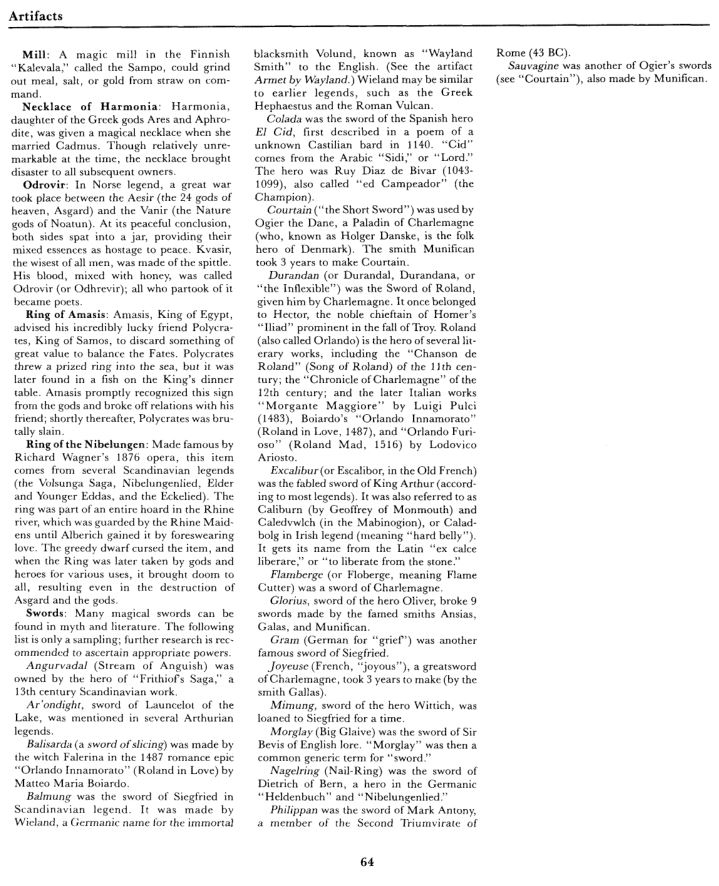 Artifacts
Mill: A magic mill in the Finnish
"Kalevala," called the Sampo, could grind
out meal, salt, or gold from straw on com-
mand.
Necklace of Harmonia: Harmonia,
daughter of the Greek gods Ares and Aphro-
dite, was given a magical necklace when she
married Cadmus. Though relatively unre-
markable at the time, the necklace brought
disaster to all subsequent owners.
Odrovir: In Norse legend, a great war
took place between the Aesir (the 24 gods of
heaven, Asgard) and the Vanir (the Nature
gods of Noatun). At its peaceful conclusion,
both sides spat into a jar, providing their
mixed essences as hostage to peace. Kvasir,
the wisest of all men, was made of the spittle.
His blood, mixed with honey, was called
Odrovir (or Odhrevir); all who partook of it
became poets.
Ring of Amasis: Amasis, King of Egypt,
advised his incredibly lucky friend Polycra-
tes, King of Samos, to discard something of
great value to balance the Fates. Polycrates
threw a prized ring into the sea, but it was
later found in a fish on the King's dinner
table. Amasis promptly recognized this sign
from the gods and broke off relations with his
friend; shortly thereafter, Polycrates was bru-
tally slain.
Ring of the Nibelungen: Made famous by
Richard Wagner's 1876 opera, this item
comes from several Scandinavian legends
(the Volsunga Saga, Nibelungenlied, Elder
and Younger Eddas, and the Eckelied). The
ring was part of an entire hoard in the Rhine
river, which was guarded by the Rhine Maid-
ens until Alberich gained it by foreswearing
love. The greedy dwarf cursed the item, and
when the Ring was later taken by gods and
heroes for various uses, it brought doom to
all, resulting even in the destruction of
Asgard and the gods.
Swords: Many magical swords can be
found in myth and literature. The following
list is only a sampling; further research is rec-
ommended to ascertain appropriate powers.
Angurvadal (Stream of Anguish) was
owned by the hero of "Frithiof's Saga," a
13th century Scandinavian work.
Ar'ondight, sword of Launcelot of the
Lake, was mentioned in several Arthurian
legends.
Balisarda (a sword of slicing) was made by
the witch Falerina in the 1487 romance epic
"Orlando Innamorato" (Roland in Love) by
Matteo Maria Boiardo.
Balmung was the sword of Siegfried in
Scandinavian legend. It was made by
Wieland, a Germanic name for the immortal
blacksmith Volund, known as "Wayland
Smith" to the English. (See the artifact
Armet by Wayland.) Wieland may be similar
to earlier legends, such as the Greek
Hephaestus and the Roman Vulcan.
Colada was the sword of the Spanish hero
El Cid, first described in a poem of a
unknown Castilian bard in 1140. "Cid"
comes from the Arabic "Sidi," or "Lord."
The hero was Ruy Diaz de Bivar (1043-
1099), also called "ed Campeador" (the
Champion).
Courtain ("the Short Sword") was used by
Ogier the Dane, a Paladin of Charlemagne
(who, known as Holger Danske, is the folk
hero of Denmark). The smith Munifican
took 3 years to make Courtain.
Durandan (or Durandal, Durandana, or
"the Inflexible") was the Sword of Roland,
given him by Charlemagne. It once belonged
to Hector, the noble chieftain of Homer's
"Iliad" prominent in the fall of Troy. Roland
(also called Orlando) is the hero of several lit-
erary works, including the "Chanson de
Roland" (Song of Roland) of the 11th cen-
tury; the "Chronicle of Charlemagne" of the
12th century; and the later Italian works
"Morgante Maggiore" by Luigi Pulci
(1483), Boiardo's "Orlando Innamorato"
(Roland in Love, 1487), and "Orlando Furi-
oso" (Roland Mad, 1516) by Lodovico
Ariosto.
Excalibur (or Escalibor, in the Old French)
was the fabled sword of King Arthur (accord-
ing to most legends). It was also referred to as
Caliburn (by Geoffrey of Monmouth) and
Caledvwlch (in the Mabinogion), or Calad-
bolg in Irish legend (meaning "hard belly").
It gets its name from the Latin "ex calce
liberare," or "to liberate from the stone."
Flamberge (or Floberge, meaning Flame
Cutter) was a sword of Charlemagne.
Glorius, sword of the hero Oliver, broke 9
swords made by the famed smiths Ansias,
Galas, and Munifican.
Gram (German for "grief") was another
famous sword of Siegfried.
Joyeuse (French, "joyous"), a greatsword
of Charlemagne, took 3 years to make (by the
smith Gallas).
Mimung, sword of the hero Wittich, was
loaned to Siegfried for a time.
Morglay (Big Glaive) was the sword of Sir
Bevis of English lore. "Morglay" was then a
common generic term for "sword."
Nagelring (Nail-Ring) was the sword of
Dietrich of Bern, a hero in the Germanic
"Heldenbuch" and "Nibelungenlied."
Philippan was the sword of Mark Antony,
a member of the Second Triumvirate of
Rome (43 BC).
Sauvagine was another of Ogier's swords
(see "Courtain"), also made by Munifican.
64